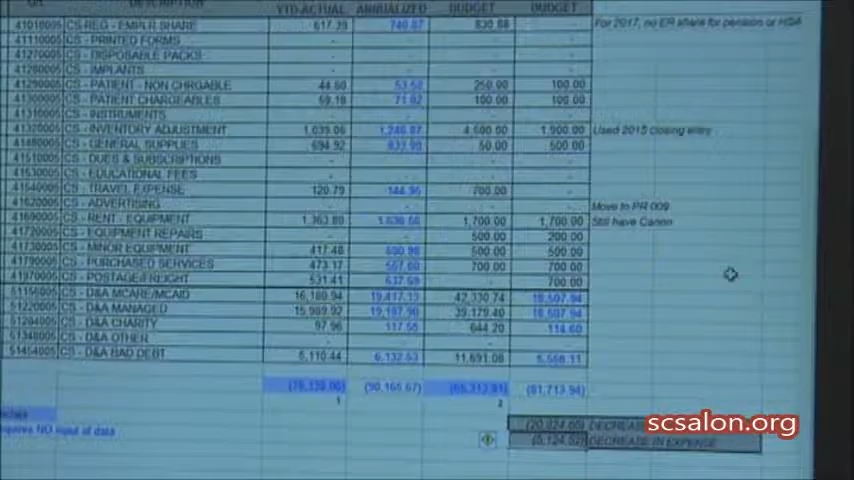 DESCRIPTION YTD-ACTUAL ANNUALIZED BUDGET BUDGET
41010005 CS-REG - EMPLR SHARE 617.39 740.87 830.88 - For 2017, no ER share for pension or HSA
41110005 CS - PRINTED FORMS - - - -
41270005 CS - DISPOSABLE PACKS - - - -
41280005 CS - IMPLANTS - - - -
41290005 CS - PATIENT - NON CHRGABLE 44.60 53.52 250.00 100.00
41300005 CS - PATIENT CHARGEABLES 59.18 71.02 100.00 100.00
41310005 CS - INSTRUMENTS - - - -
41320005 CS - INVENTORY ADJUSTMENT 1,039.06 1,246.87 4,600.00 1,900.00 Used 2015 closing entry
41480005 CS - GENERAL SUPPLIES 694.92 833.90 50.00 500.00
41510005 CS - DUES & SUBSCRIPTIONS - - - -
41530005 CS - EDUCATIONAL FEES - - - -
41540005 CS - TRAVEL EXPENSE 120.79 144.95 700.00 -
41620005 CS - ADVERTISING - - - - Move to PR 009
41690005 CS - RENT - EQUIPMENT 1,363.80 1,636.56 1,700.00 1,700.00 Still have Canon
41720005 CS - EQUIPMENT REPAIRS - - 500.00 200.00
41730005 CS - MINOR EQUIPMENT 417.48 500.98 500.00 500.00
41790005 CS - PURCHASED SERVICES 473.17 567.80 700.00 700.00
41970005 CS - POSTAGE/FREIGHT 531.41 637.69 - 700.00
51150005 CS - D&A MCARE/MCAID 16,180.94 19,417.13 42,330.74 18,507.94
51220005 CS - D&A MANAGED 15,989.92 19,187.90 39,179.40 18,507.94
51284005 CS - D&A CHARITY 97.96 117.55 644.20 114.60
51348005 CS - D&A OTHER - - - -
51454005 CS - D&A BAD DEBT 5,110.44 6,132.53 11,691.08
(90,165.67) (81,713.94)
1 2
DECREASE
DECREASE IN EXPENSE
NO input of data
scsalon.org